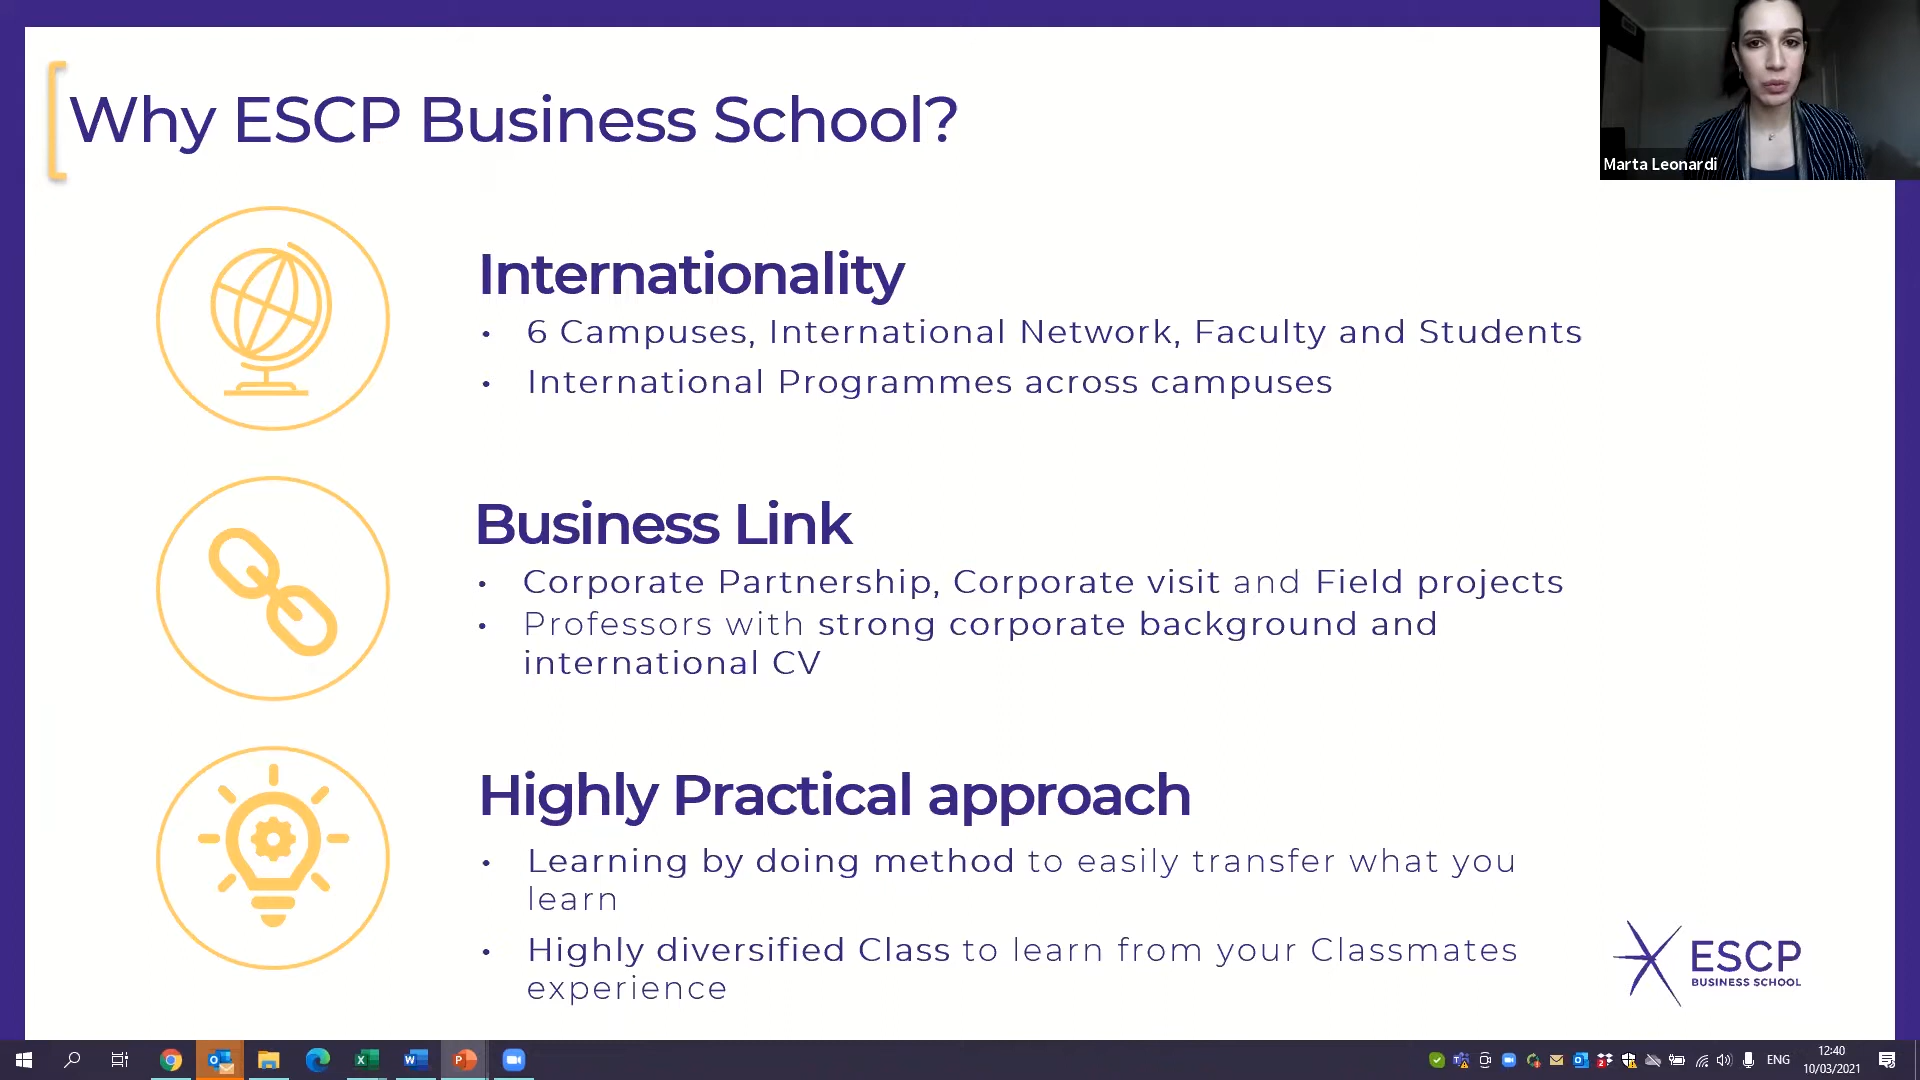 Why ESCP Business School?
Marta Leonardi
Internationality
• 6 Campuses, International Network, Faculty and Students
• International Programmes across campuses
Business Link
• Corporate Partnership, Corporate visit and Field projects
• Professors with strong corporate background and
international CV
Highly Practical approach
• Learning by doing method to easily transfer what you
learn
• Highly diversified Class to learn from your Classmates
experience
ESCP
BUSINESS SCHOOL
ENG
12:40
10/03/2021